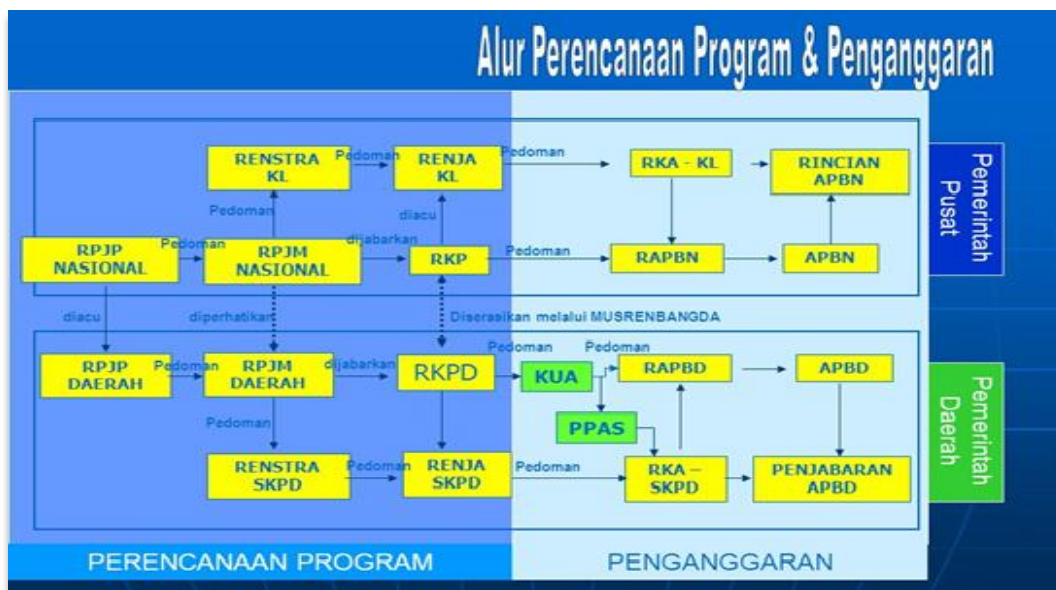 Alur Perencanaan Program & Penganggaran
RENSTRA
KL
Pedoman
RENJA
KL
Pedoman
RKA - KL
RINCIAN
APBN
Pemerintah
Pusat
Pedoman
diacu
RPJP
NASIONAL
Pedoman
RPJM
NASIONAL
dijabarkan
RKP
Pedoman
RAPBN
APBN
diacu
diperhatikan
Diserasikan melalui MUSRENBANGDA
RPJP
DAERAH
Pedoman
RPJM
DAERAH
dijabarkan
RKPD
Pedoman
KUA
Pedoman
RAPBD
APBD
Pemerintah
Daerah
PPAS
Pedoman
RENSTRA
SKPD
Pedoman
RENJA
SKPD
Pedoman
RKA –
SKPD
PENJABARAN
APBD
PERENCANAAN PROGRAM
PENGANGGARAN